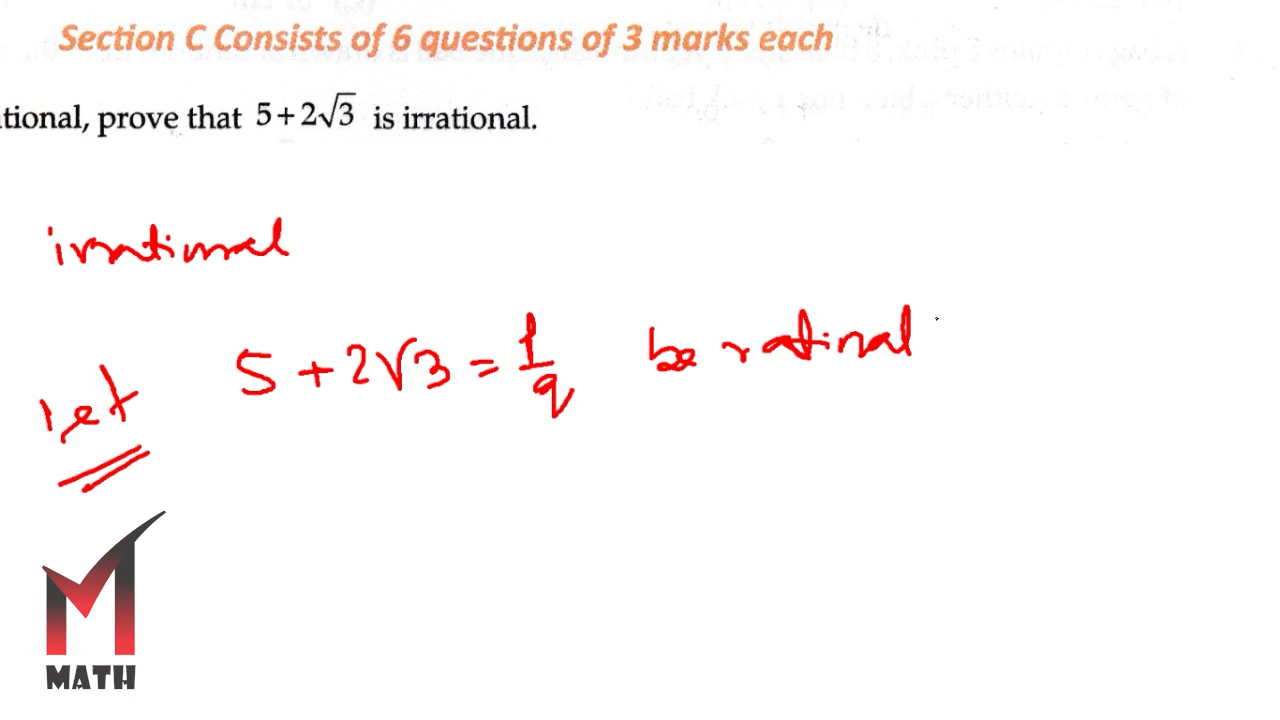 Section C Consists of 6 questions of 3 marks each
tional, prove that 5+2√3 is irrational.
irrational
Let 5+2√3 = p/q be rational
MATH